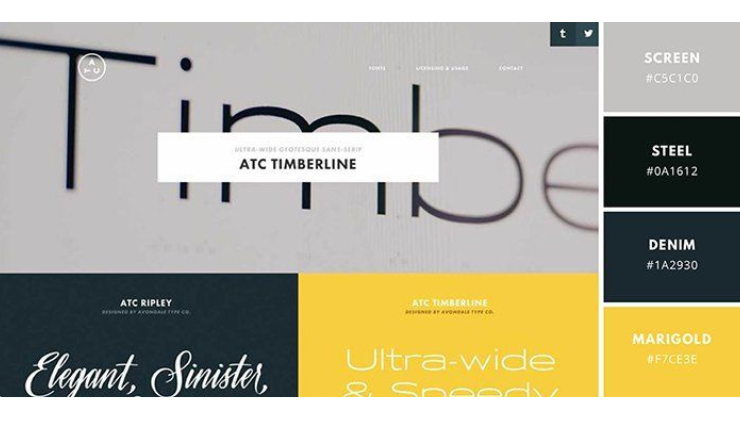 Timbe
t
ATC
FONTS
LICENSING & USAGE
CONTACT
ULTRA-WIDE GEOTESQUE SANS-SERIF
ATC TIMBERLINE
ATC RIPLEY
DESIGNED BY AVONDALE TYPE CO.
Elegant, Sinister,
ATC TIMBERLINE
DESIGNED BY AVONDALE TYPE CO.
Ultra-wide
& Speedy
SCREEN
#C5C1C0
STEEL
#0A1612
DENIM
#1A2930
MARIGOLD
#F7CE3E